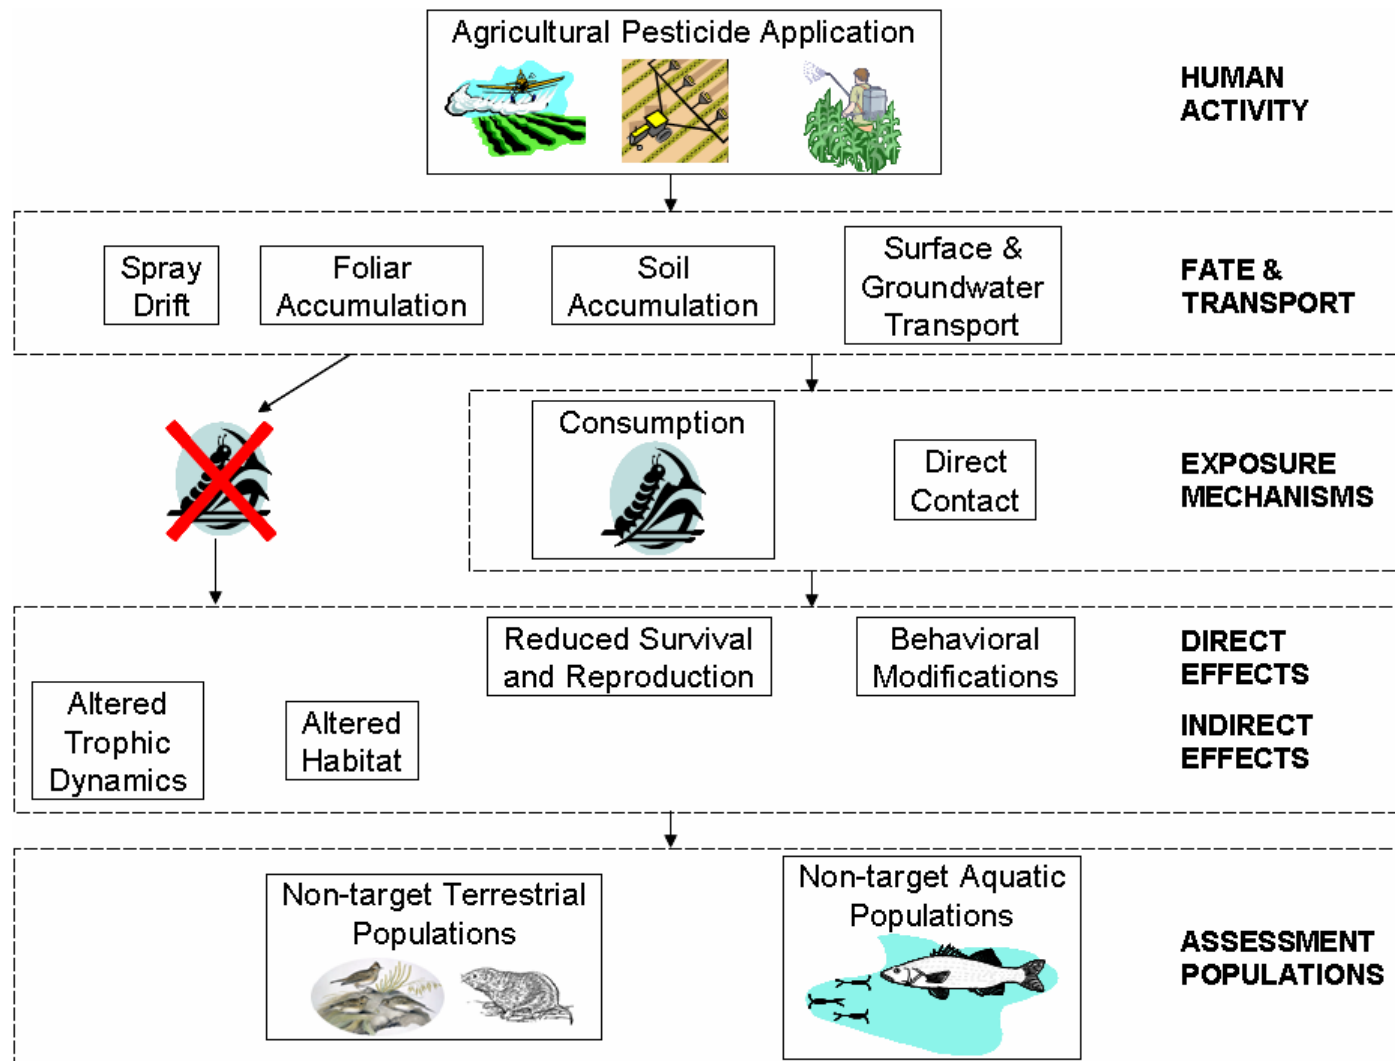 Agricultural Pesticide Application
HUMAN
ACTIVITY
Spray
Drift
Foliar
Accumulation
Soil
Accumulation
Surface &
Groundwater
Transport
FATE &
TRANSPORT
Consumption
Direct
Contact
EXPOSURE
MECHANISMS
Reduced Survival
and Reproduction
Behavioral
Modifications
DIRECT
EFFECTS
Altered
Trophic
Dynamics
Altered
Habitat
INDIRECT
EFFECTS
Non-target Terrestrial
Populations
Non-target Aquatic
Populations
ASSESSMENT
POPULATIONS